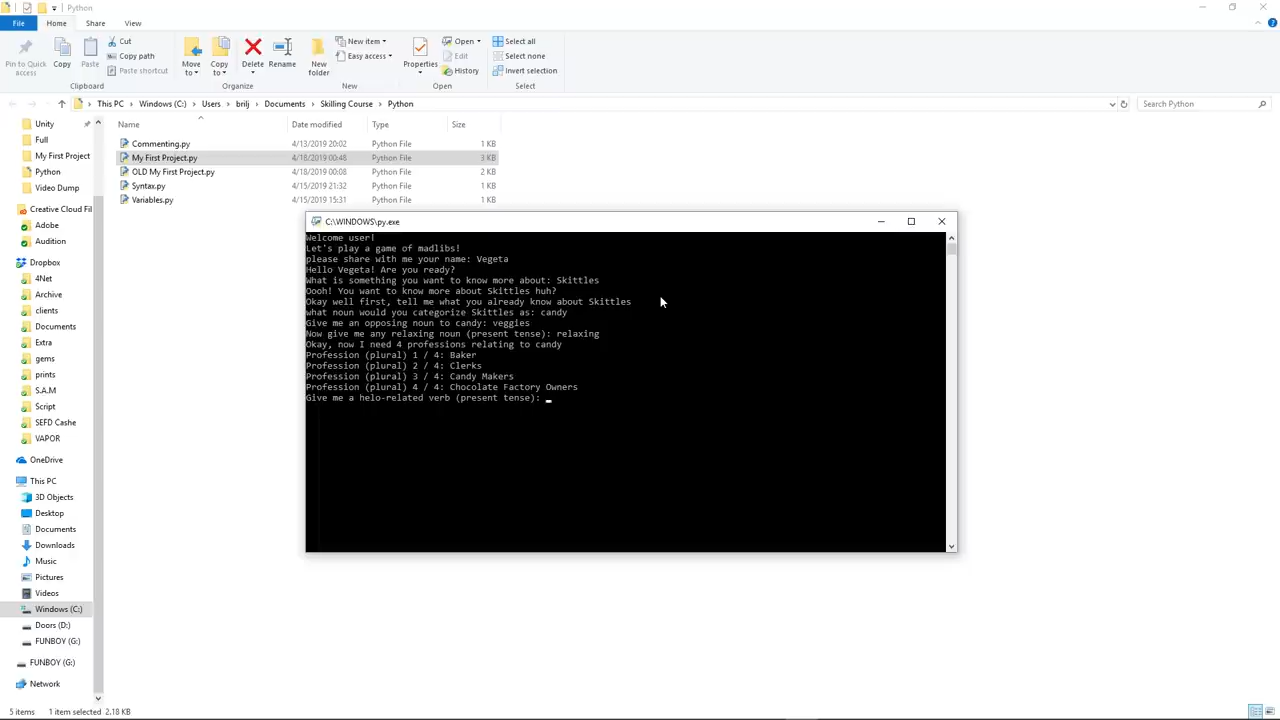 Python
File Home Share View
Pin to Quick access
Copy
Paste
Cut
Copy path
Paste shortcut
Clipboard
Move to
Copy to
Delete
Rename
Organize
New folder
New item
Easy access
New
Properties
Open
Edit
History
Open
Select all
Select none
Invert selection
Select
This PC Windows (C:) Users brilj Documents Skilling Course Python
Search Python
Name Date modified Type Size
Commenting.py 4/13/2019 20:02 Python File 1 KB
My First Project.py 4/18/2019 00:48 Python File 3 KB
OLD My First Project.py 4/18/2019 00:08 Python File 2 KB
Syntax.py 4/15/2019 21:32 Python File 1 KB
Variables.py 4/15/2019 15:31 Python File 1 KB
Unity
Full
My First Project
Python
Video Dump
Creative Cloud Fil
Adobe
Audition
Dropbox
4Net
Archive
clients
Documents
Extra
gems
prints
S.A.M
Script
SEFD Cashe
VAPOR
OneDrive
This PC
3D Objects
Desktop
Documents
Downloads
Music
Pictures
Videos
Windows (C:)
Doors (D:)
FUNBOY (G:)
FUNBOY (G:)
Network
C:\WINDOWS\py.exe
Welcome user!
Let's play a game of madlibs!
please share with me your name: Vegeta
Hello Vegeta! Are you ready?
What is something you want to know more about: Skittles
Oooh! You want to know more about Skittles huh?
Okay well first, tell me what you already know about Skittles
what noun would you categorize Skittles as: candy
Give me an opposing noun to candy: veggies
Now give me any relaxing noun (present tense): relaxing
Okay, now I need 4 professions relating to candy
Profession (plural) 1 / 4: Baker
Profession (plural) 2 / 4: Clerks
Profession (plural) 3 / 4: Candy Makers
Profession (plural) 4 / 4: Chocolate Factory Owners
Give me a helo-related verb (present tense):
5 items 1 item selected 2.18 KB